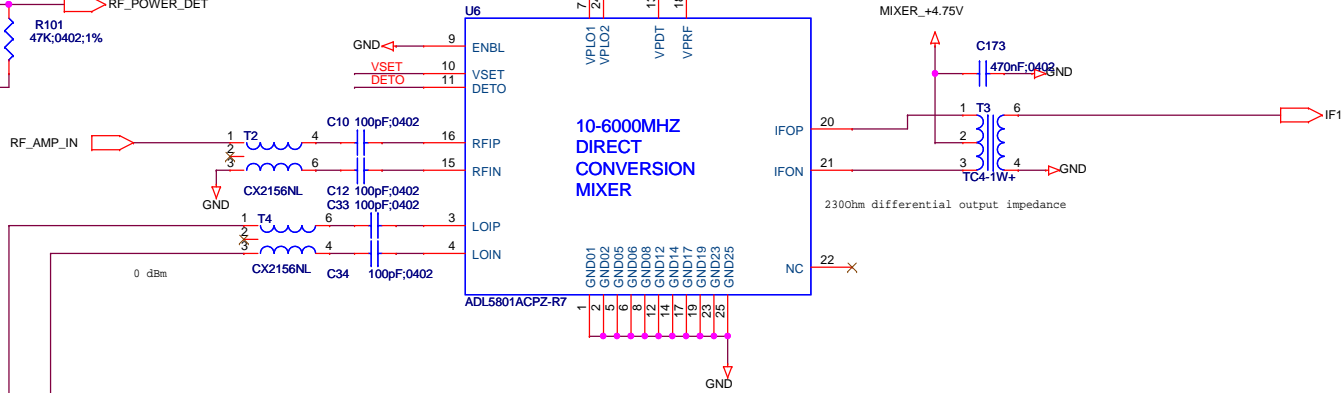 RF_POWER_DET
R101
47K;0402;1%
U6
7
24
13
18
VPLO1
VPLO2
VPDT
VPRF
MIXER_+4.75V
C173
470nF;0402
GND
GND
9
ENBL
VSET
10
VSET
DETO
11
DETO
10-6000MHZ
DIRECT
CONVERSION
MIXER
RF_AMP_IN
1
T2
4
2
3
6
CX2156NL
GND
C10 100pF;0402
16
RFIP
15
RFIN
C12 100pF;0402
C33 100pF;0402
1
T4
6
2
3
4
CX2156NL
0 dBm
3
LOIP
4
LOIN
C34 100pF;0402
IFOP
20
IFON
21
1
T3
6
2
3
4
TC4-1W+
GND
IF1
230Ohm differential output impedance
NC
22
GND01
GND02
GND05
GND06
GND08
GND12
GND14
GND17
GND19
GND23
GND25
ADL5801ACPZ-R7
1
2
5
6
8
12
14
17
19
23
25
GND